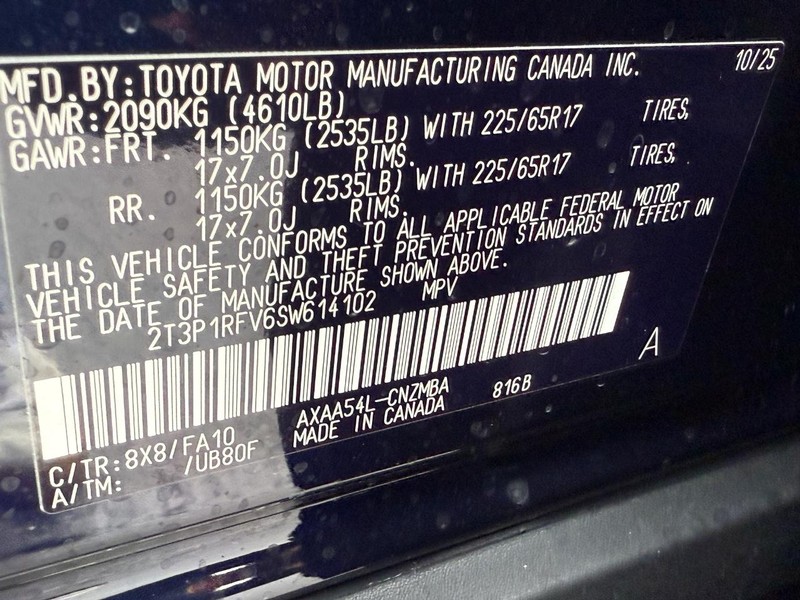 MFD.BY:TOYOTA MOTOR MANUFACTURING CANADA INC. 10/25
GVWR:2090KG (4610LB)
GAWR:FRT. 1150KG (2535LB) WITH 225/65R17 TIRES,
17x7.0J RIMS.
RR. 1150KG (2535LB) WITH 225/65R17 TIRES,
17x7.0J RIMS.
THIS VEHICLE CONFORMS TO ALL APPLICABLE FEDERAL MOTOR
VEHICLE SAFETY AND THEFT PREVENTION STANDARDS IN EFFECT ON
THE DATE OF MANUFACTURE SHOWN ABOVE.
2T3P1RFV6SW614102 MPV
A
C/TR:8X8/FA10 AXAA54L-CNZMBA 816B
A/TM: /UB80F MADE IN CANADA